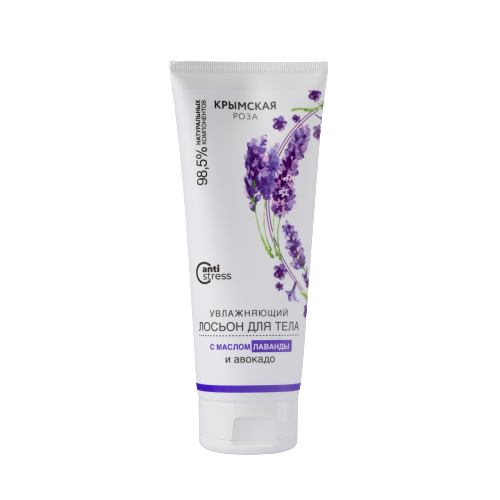 КРЫМСКАЯ
РОЗА
98,5% НАТУРАЛЬНЫХ
КОМПОНЕНТОВ
anti
stress
УВЛАЖНЯЮЩИЙ
ЛОСЬОН ДЛЯ ТЕЛА
С МАСЛОМ ЛАВАНДЫ
и авокадо